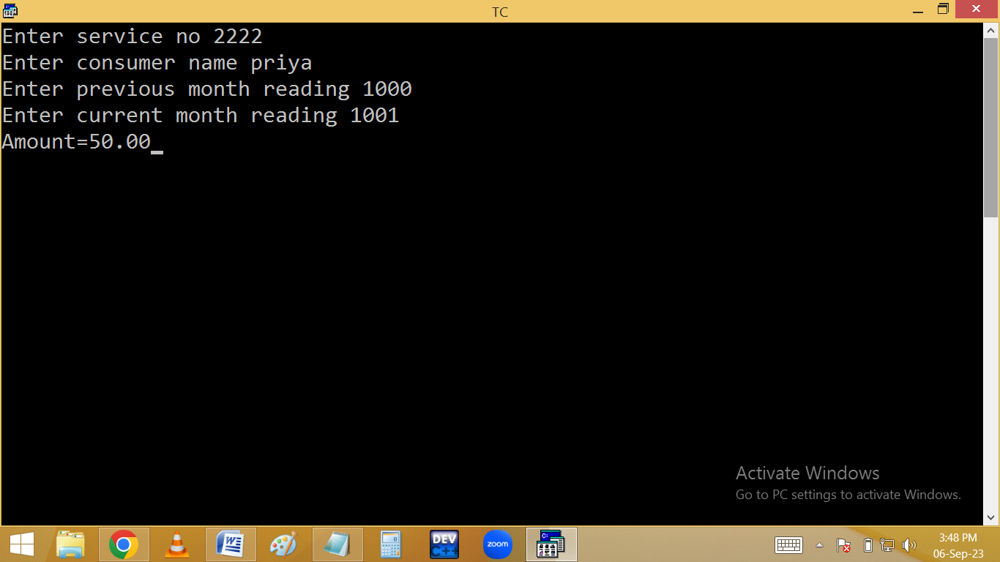 TC
Enter service no 2222
Enter consumer name priya
Enter previous month reading 1000
Enter current month reading 1001
Amount=50.00_
Activate Windows
Go to PC settings to activate Windows.
DEV
C++
zoom
3:48 PM
06-Sep-23